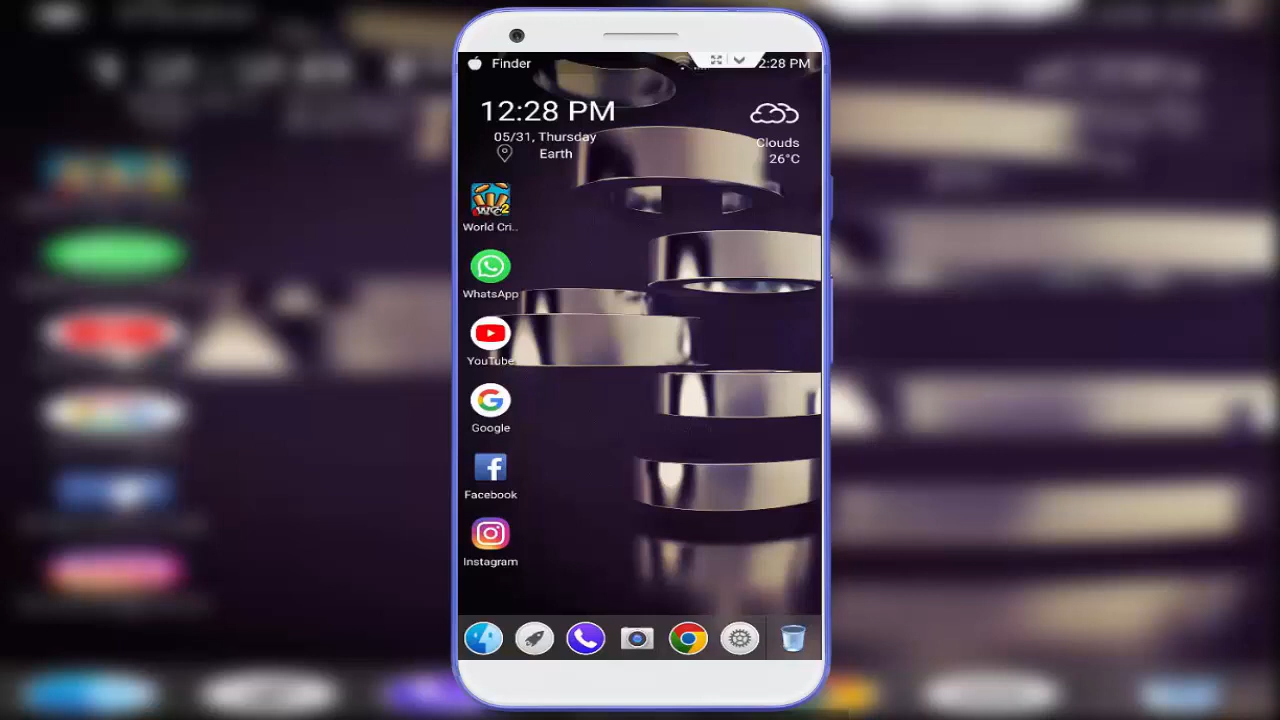 Finder
2:28 PM
12:28 PM
05/31, Thursday
Earth
Clouds
26°C
WC2
World Cri..
WhatsApp
YouTube
Google
Facebook
Instagram